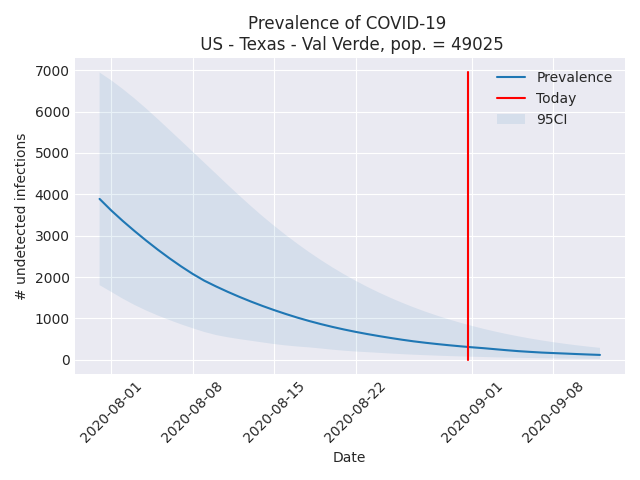 Prevalence of COVID-19
US - Texas - Val Verde, pop. = 49025
Prevalence
Today
95CI
# undetected infections
7000
6000
5000
4000
3000
2000
1000
0
2020-08-01
2020-08-08
2020-08-15
2020-08-22
2020-09-01
2020-09-08
Date